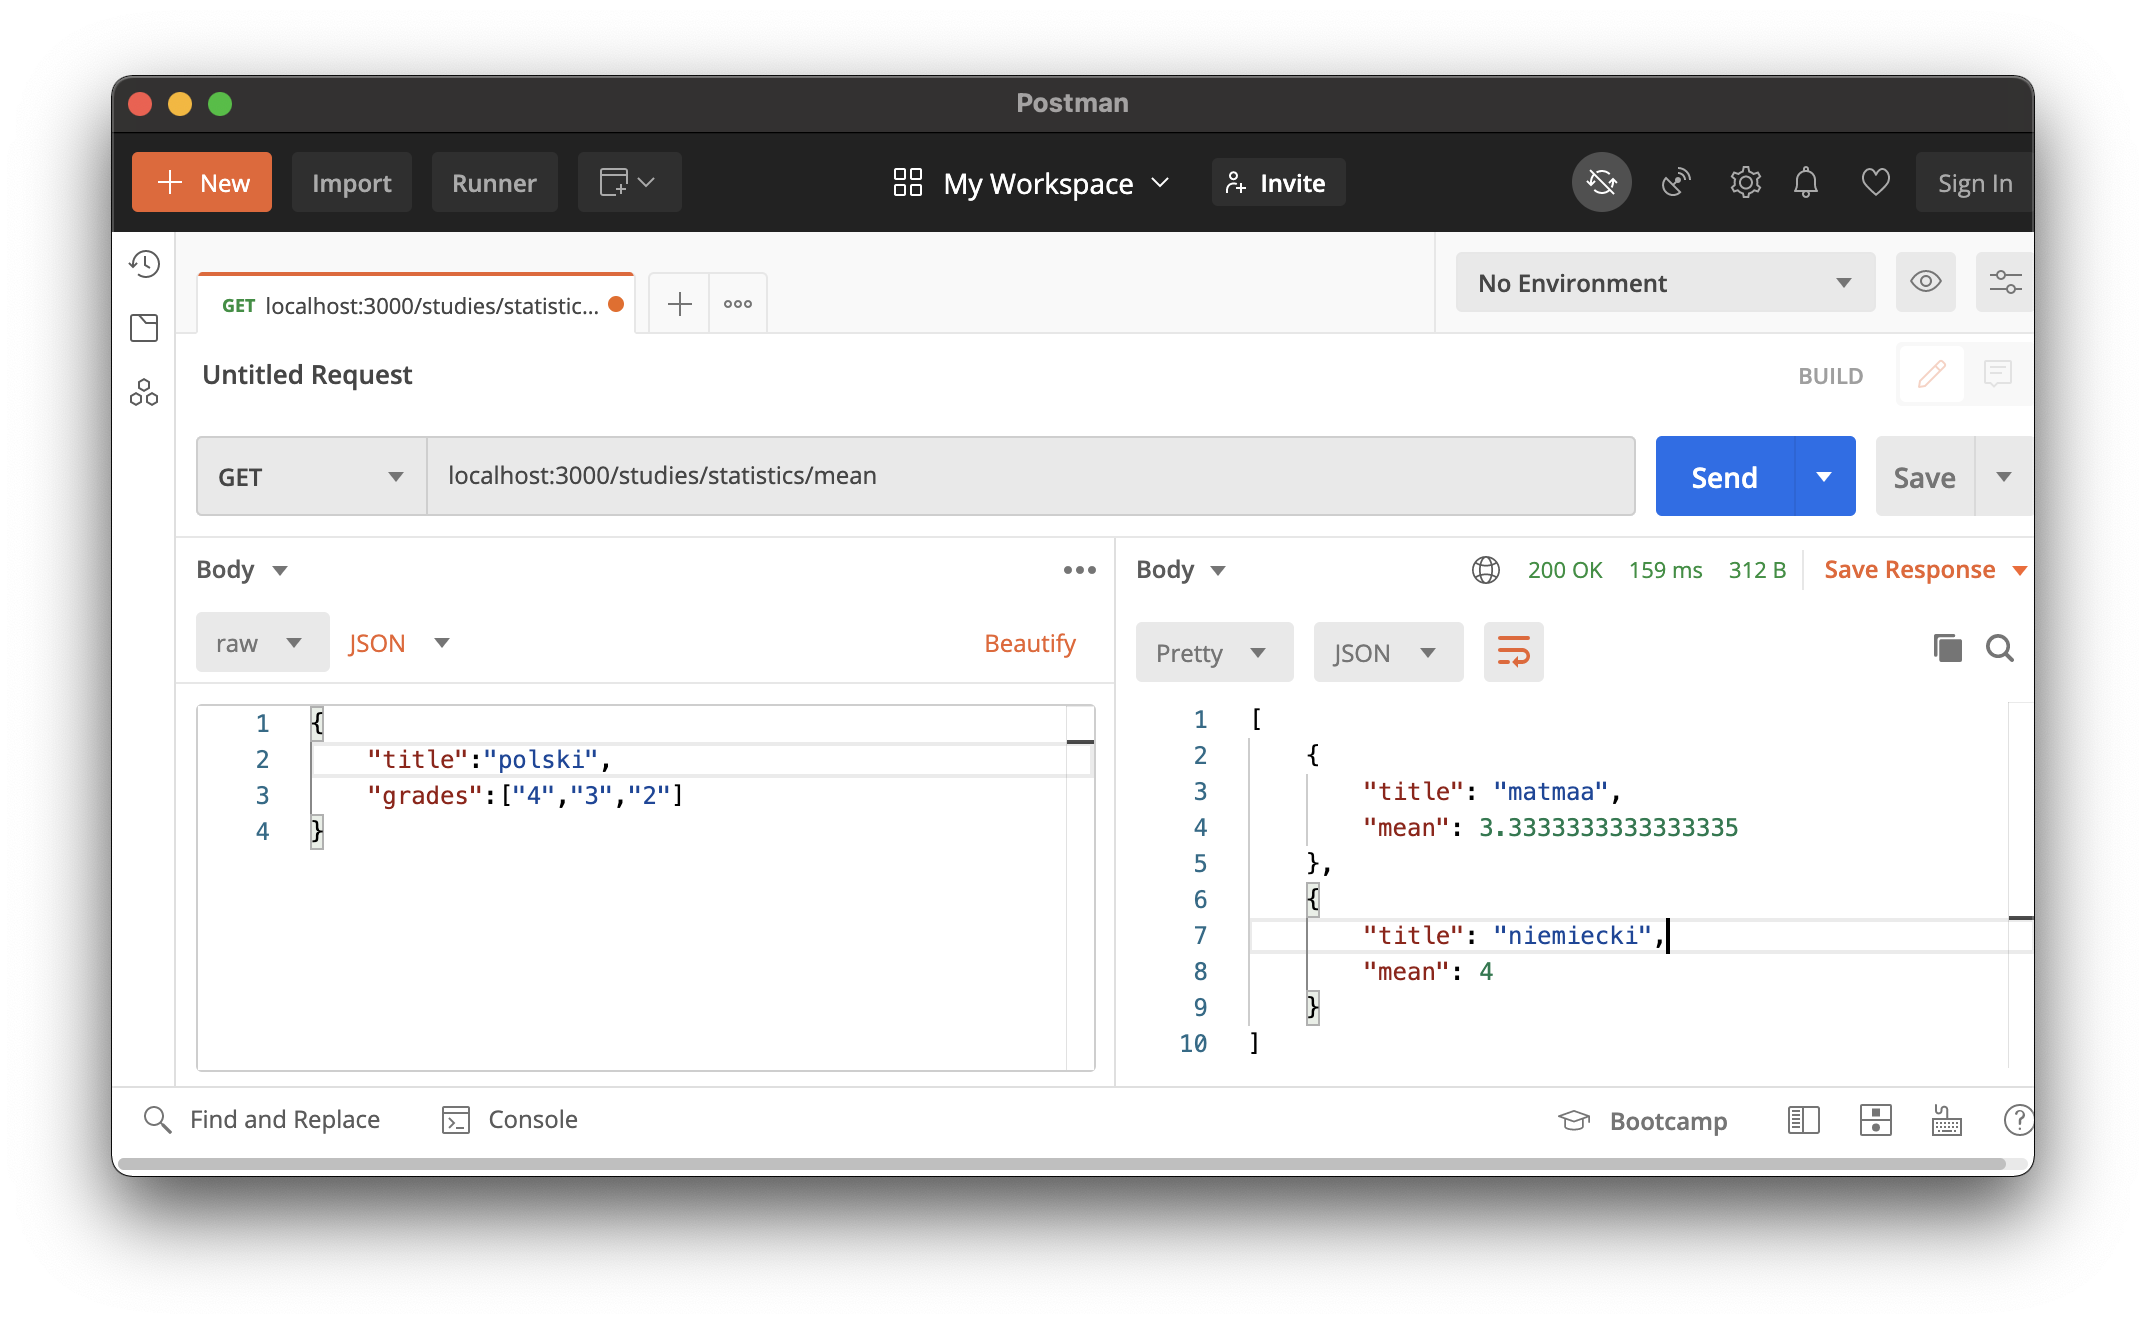 Postman
New Import Runner My Workspace Invite Sign In
GET localhost:3000/studies/statistic... No Environment
Untitled Request BUILD
GET localhost:3000/studies/statistics/mean Send Save
Body Body 200 OK 159 ms 312 B Save Response
raw JSON Beautify Pretty JSON
1 {
2 "title":"polski",
3 "grades":["4","3","2"]
4 }
1 [
2 {
3 "title": "matmaa",
4 "mean": 3.3333333333333335
5 },
6 {
7 "title": "niemiecki",
8 "mean": 4
9 }
10 ]
Find and Replace Console Bootcamp